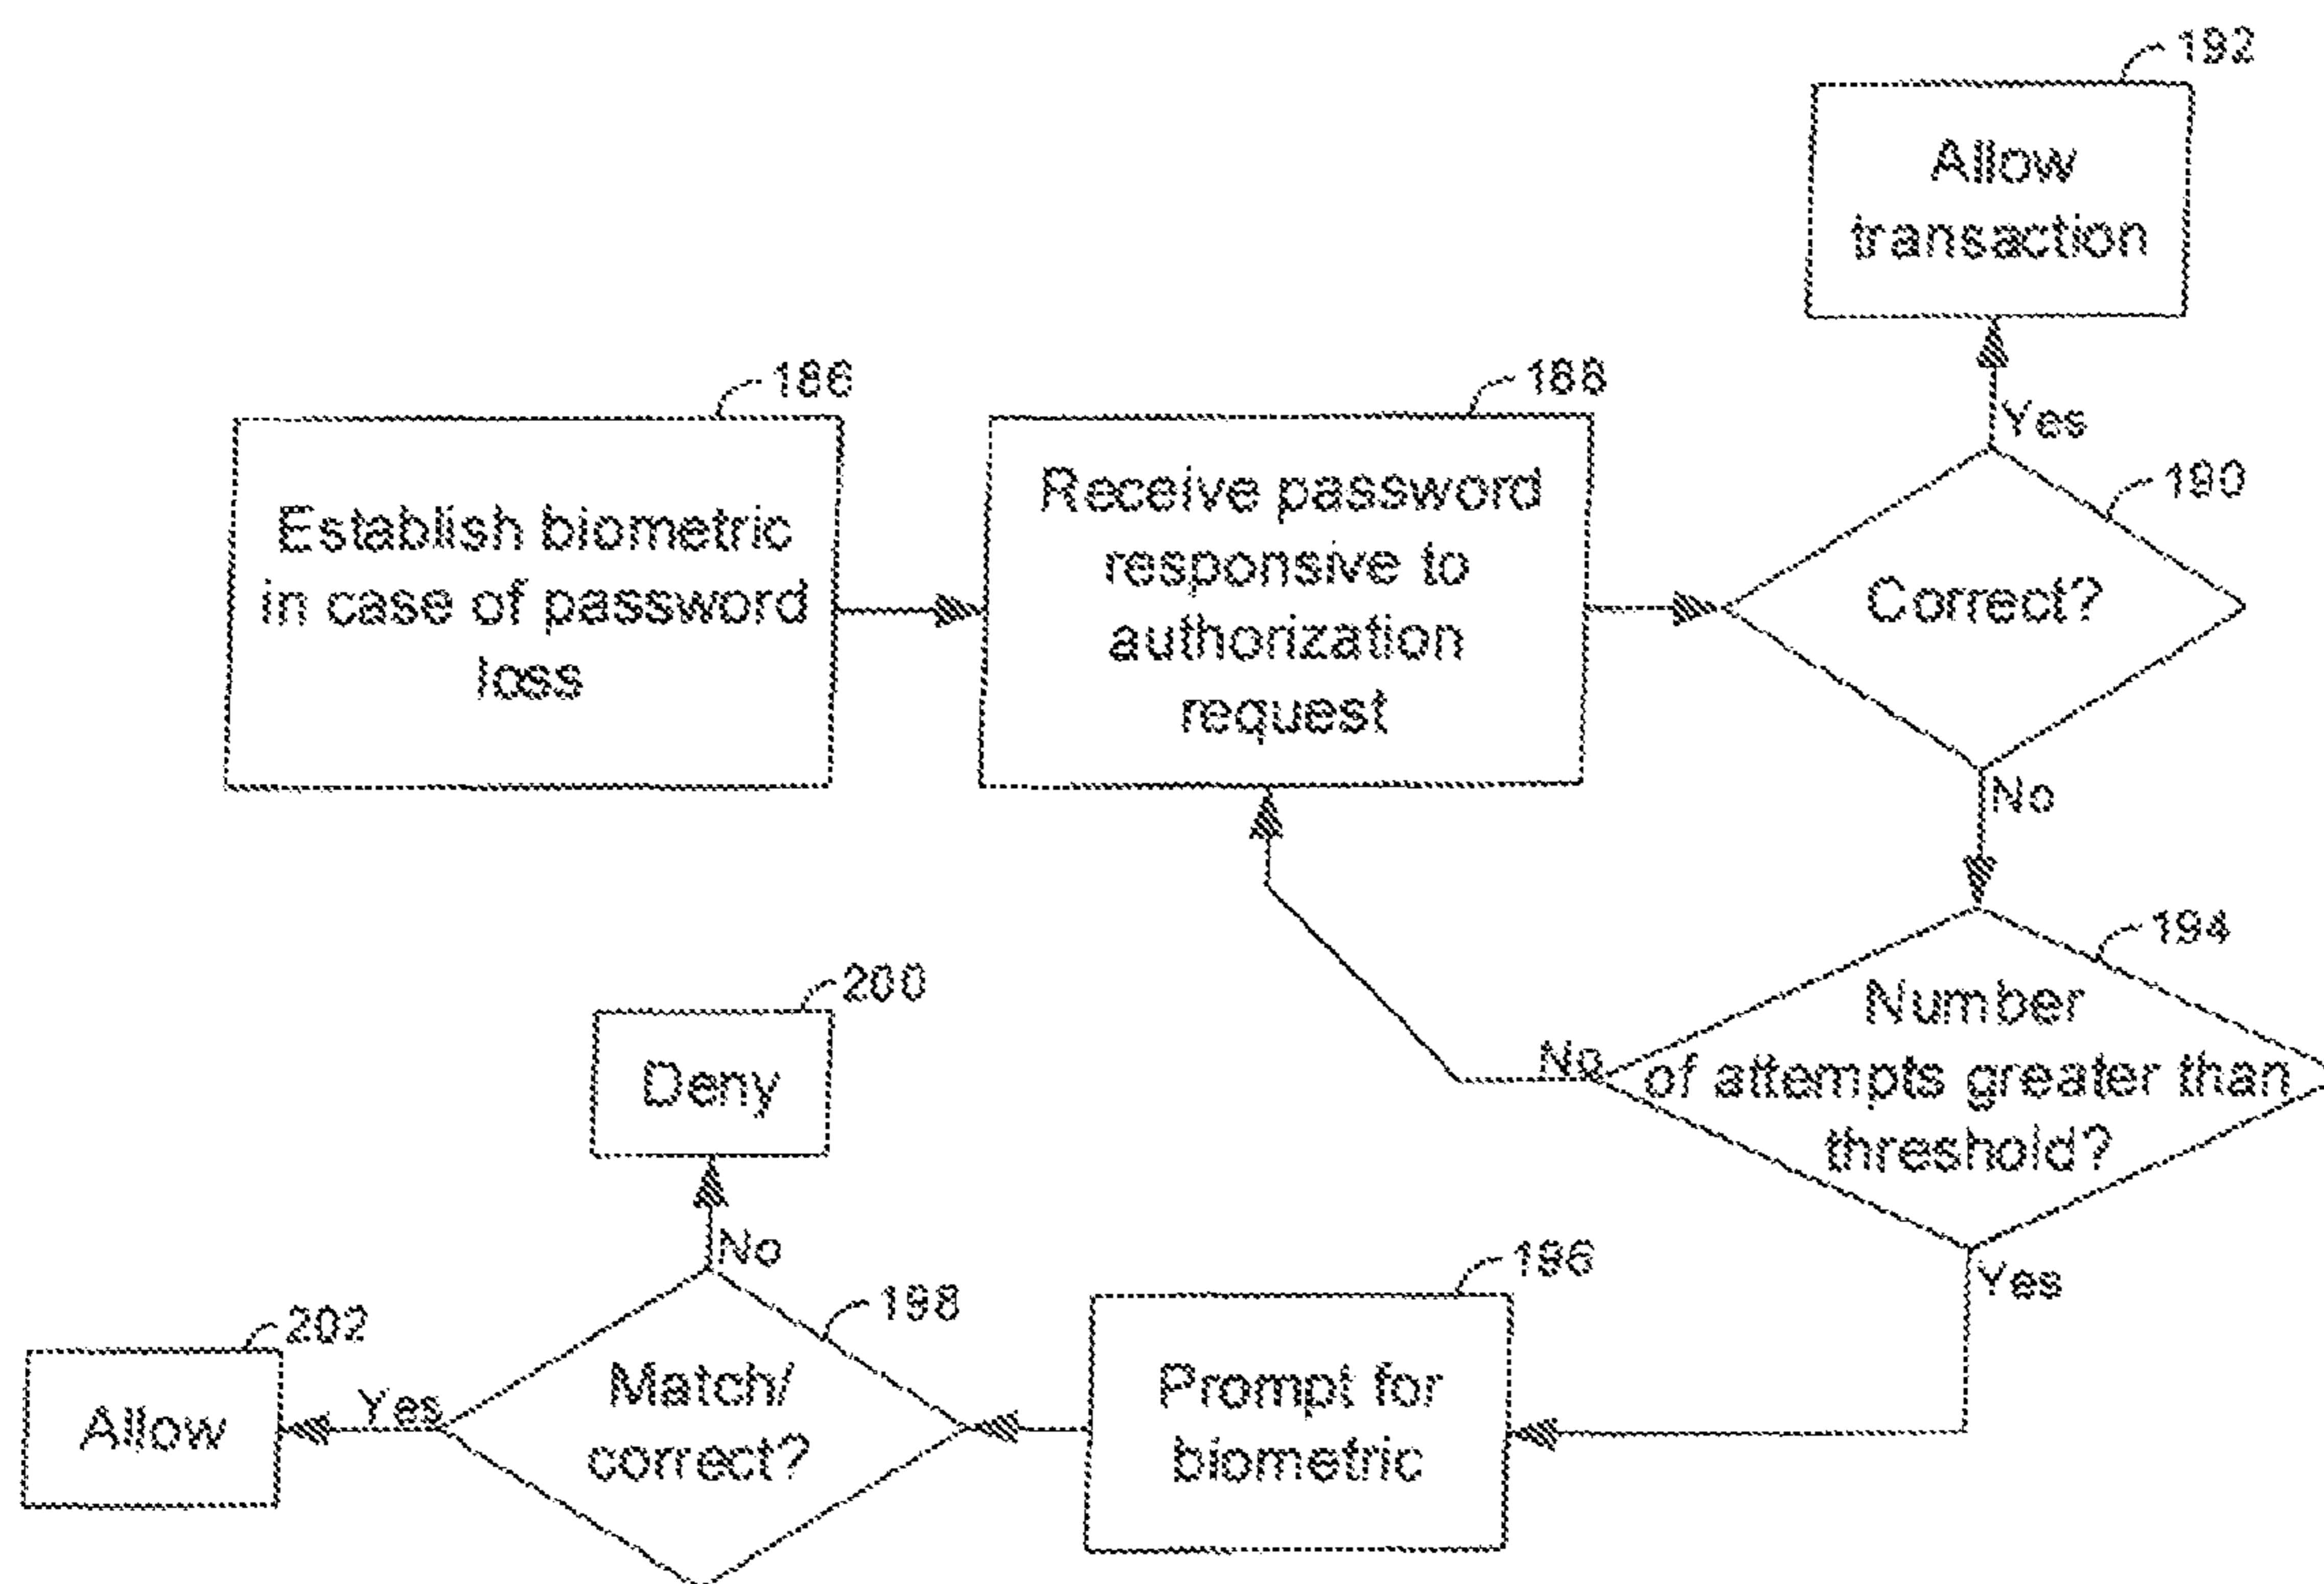 192
Allow
transaction
186
Establish biometric
in case of password
loss
188
Receive password
responsive to
authorization
request
Yes
190
Correct?
No
194
Number
of attempts greater than
threshold?
No
Yes
196
Prompt for
biometric
198
Match/
correct?
No
200
Deny
Yes
202
Allow